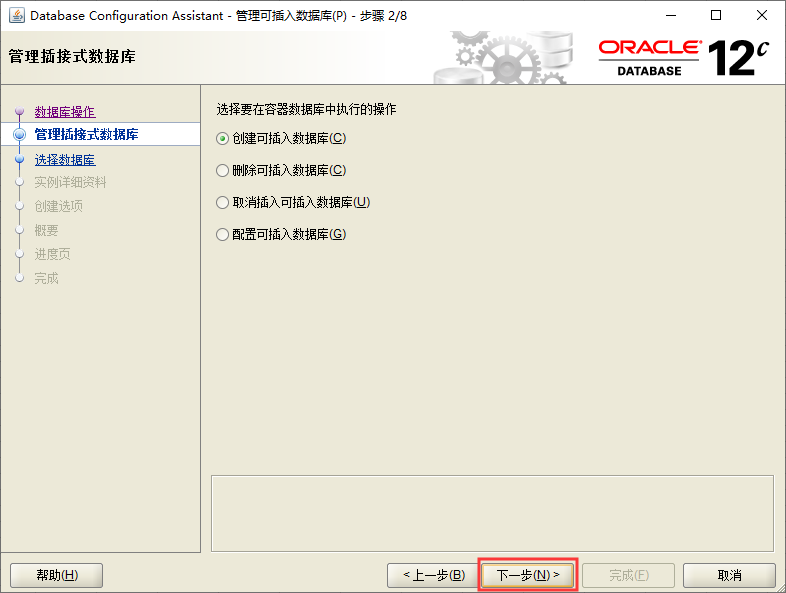 Database Configuration Assistant - 管理可插入数据库(P) - 步骤 2/8
管理插接式数据库
ORACLE®
DATABASE
12c
数据库操作
管理插接式数据库
选择数据库
实例详细资料
创建选项
概要
进度页
完成
选择要在容器数据库中执行的操作
创建可插入数据库(C)
删除可插入数据库(C)
取消插入可插入数据库(U)
配置可插入数据库(G)
帮助(H)
< 上一步(B)
下一步(N) >
完成(F)
取消